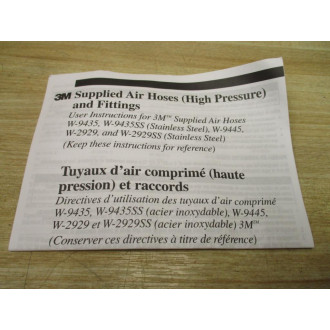 3M Supplied Air Hoses (High Pressure)
and Fittings
User Instructions for 3M™ Supplied Air Hoses
W-9435, W-9435SS (Stainless Steel), W-9445,
W-2929, and W-2929SS (Stainless Steel)
(Keep these instructions for reference)
Tuyaux d'air comprimé (haute
pression) et raccords
Directives d'utilisation des tuyaux d'air comprimé
W-9435, W-9435SS (acier inoxydable), W-9445,
W-2929 et W-2929SS (acier inoxydable) 3M™
(Conserver ces directives à titre de référence)